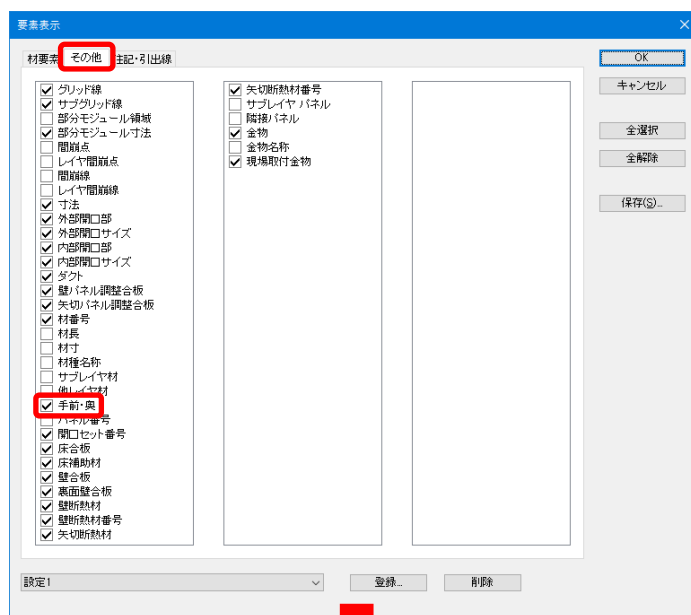 要素表示
材要素 その他 注記・引出線
グリッド線
サブグリッド線
部分モジュール領域
部分モジュール寸法
間崩点
レイヤ間崩点
間崩線
レイヤ間崩線
寸法
外部開口部
外部開口サイズ
内部開口部
内部開口サイズ
ダクト
壁パネル調整合板
矢切パネル調整合板
材番号
材長
材寸
材種名称
サブレイヤ材
他レイヤ材
手前・奥
パネル番号
開口セット番号
床合板
床補助材
壁合板
裏面壁合板
壁断熱材
壁断熱材番号
矢切断熱材
矢切断熱材番号
サブレイヤ パネル
隣接パネル
金物
金物名称
現場取付金物
OK
キャンセル
全選択
全解除
保存(S)...
設定1
登録...
削除